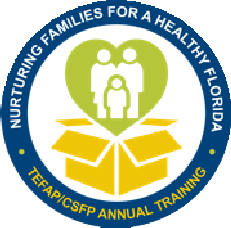 NURTURING FAMILIES FOR A HEALTHY FLORIDA
TEFAP/CSFP ANNUAL TRAINING